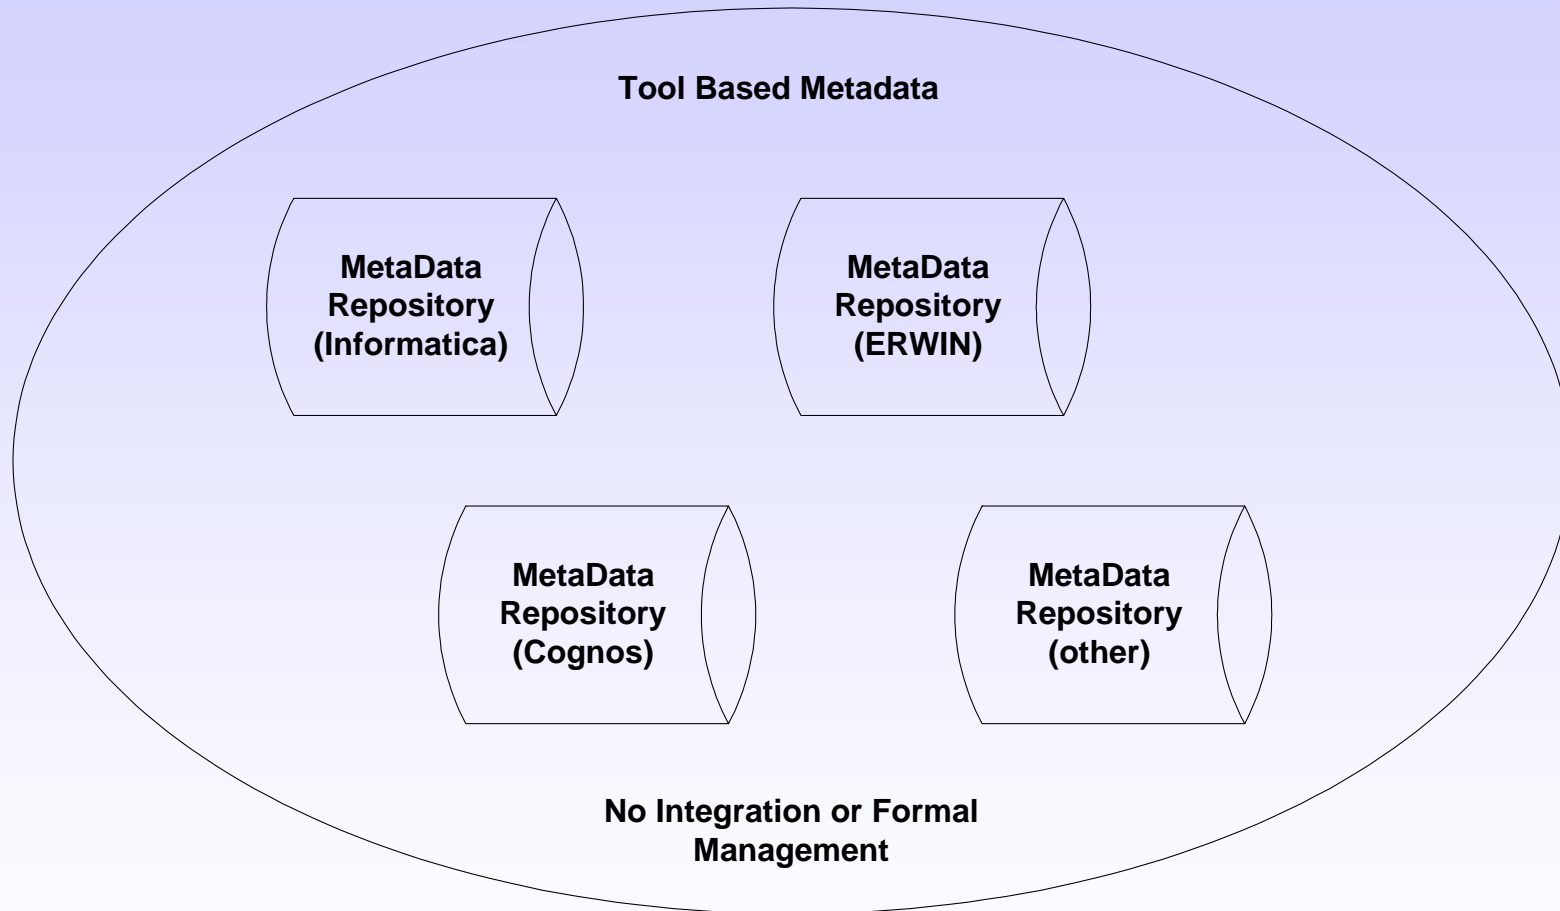 Tool Based Metadata
MetaData
Repository
(Informatica)
MetaData
Repository
(ERWIN)
MetaData
Repository
(Cognos)
MetaData
Repository
(other)
No Integration or Formal
Management